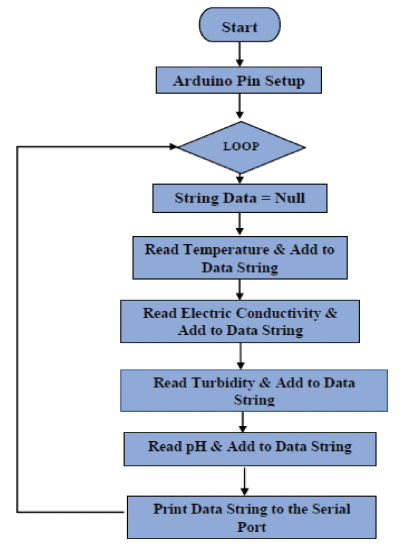 Start
Arduino Pin Setup
LOOP
String Data = Null
Read Temperature & Add to
Data String
Read Electric Conductivity &
Add to Data String
Read Turbidity & Add to Data
String
Read pH & Add to Data String
Print Data String to the Serial
Port